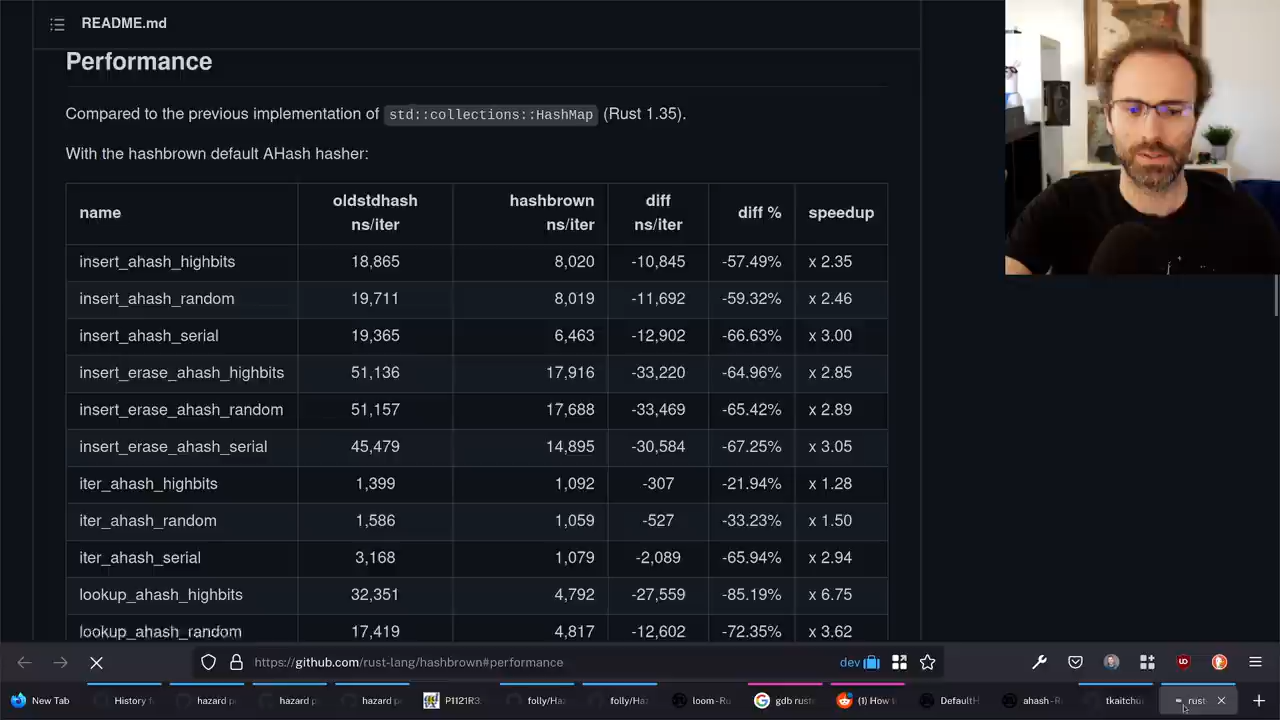 README.md
Performance
Compared to the previous implementation of std::collections::HashMap (Rust 1.35).
With the hashbrown default AHash hasher:
name oldstdhash ns/iter hashbrown ns/iter diff ns/iter diff % speedup
insert_ahash_highbits 18,865 8,020 -10,845 -57.49% x 2.35
insert_ahash_random 19,711 8,019 -11,692 -59.32% x 2.46
insert_ahash_serial 19,365 6,463 -12,902 -66.63% x 3.00
insert_erase_ahash_highbits 51,136 17,916 -33,220 -64.96% x 2.85
insert_erase_ahash_random 51,157 17,688 -33,469 -65.42% x 2.89
insert_erase_ahash_serial 45,479 14,895 -30,584 -67.25% x 3.05
iter_ahash_highbits 1,399 1,092 -307 -21.94% x 1.28
iter_ahash_random 1,586 1,059 -527 -33.23% x 1.50
iter_ahash_serial 3,168 1,079 -2,089 -65.94% x 2.94
lookup_ahash_highbits 32,351 4,792 -27,559 -85.19% x 6.75
lookup_ahash_random 17,419 4,817 -12,602 -72.35% x 3.62
https://github.com/rust-lang/hashbrown#performance dev
New Tab History f hazard p hazard p hazard p P1121R3 folly/Ha folly/Ha loom - Ru gdb rust (1) How t DefaultH ahash - R tkaitchu rust